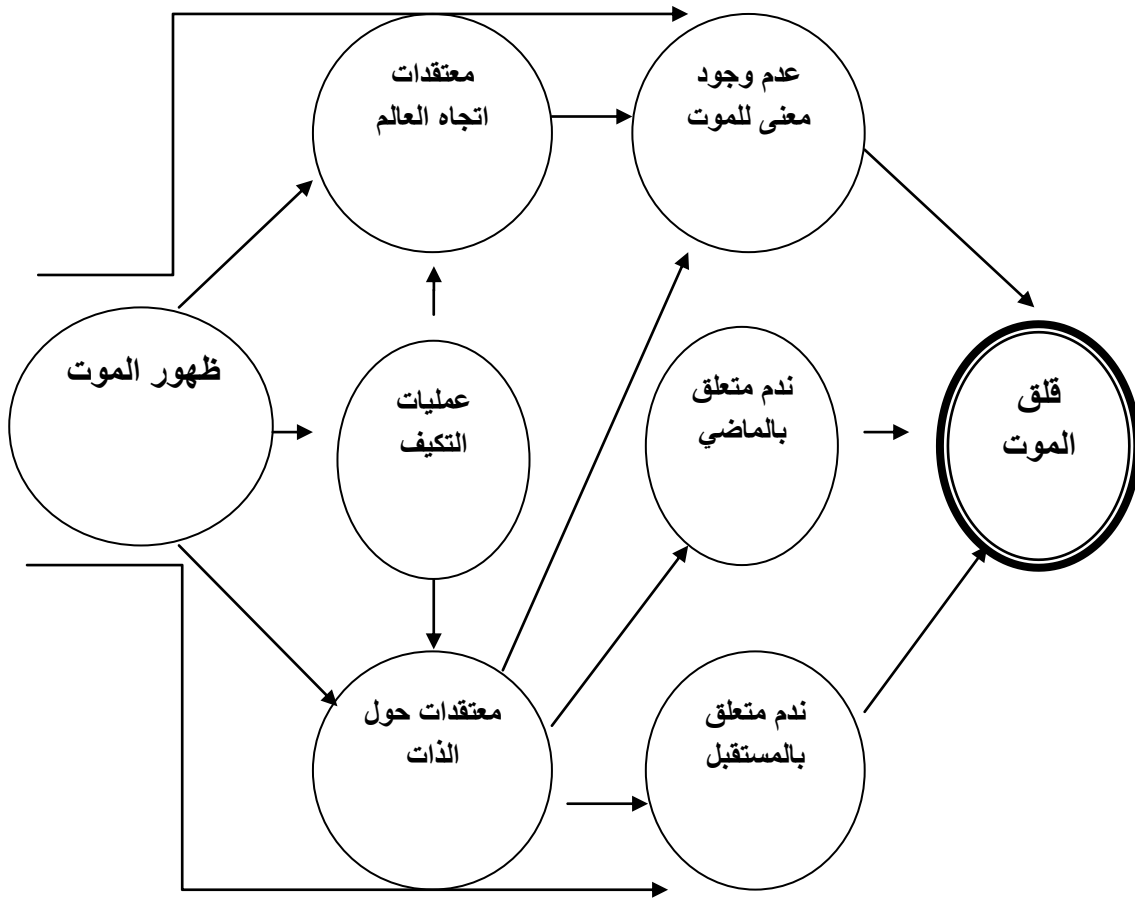 عدم وجود
معنى للموت
معتقدات
اتجاه العالم
قلق
الموت
ندم متعلق
بالماضي
عمليات
التكيف
ظهور الموت
ندم متعلق
بالمستقبل
معتقدات حول
الذات